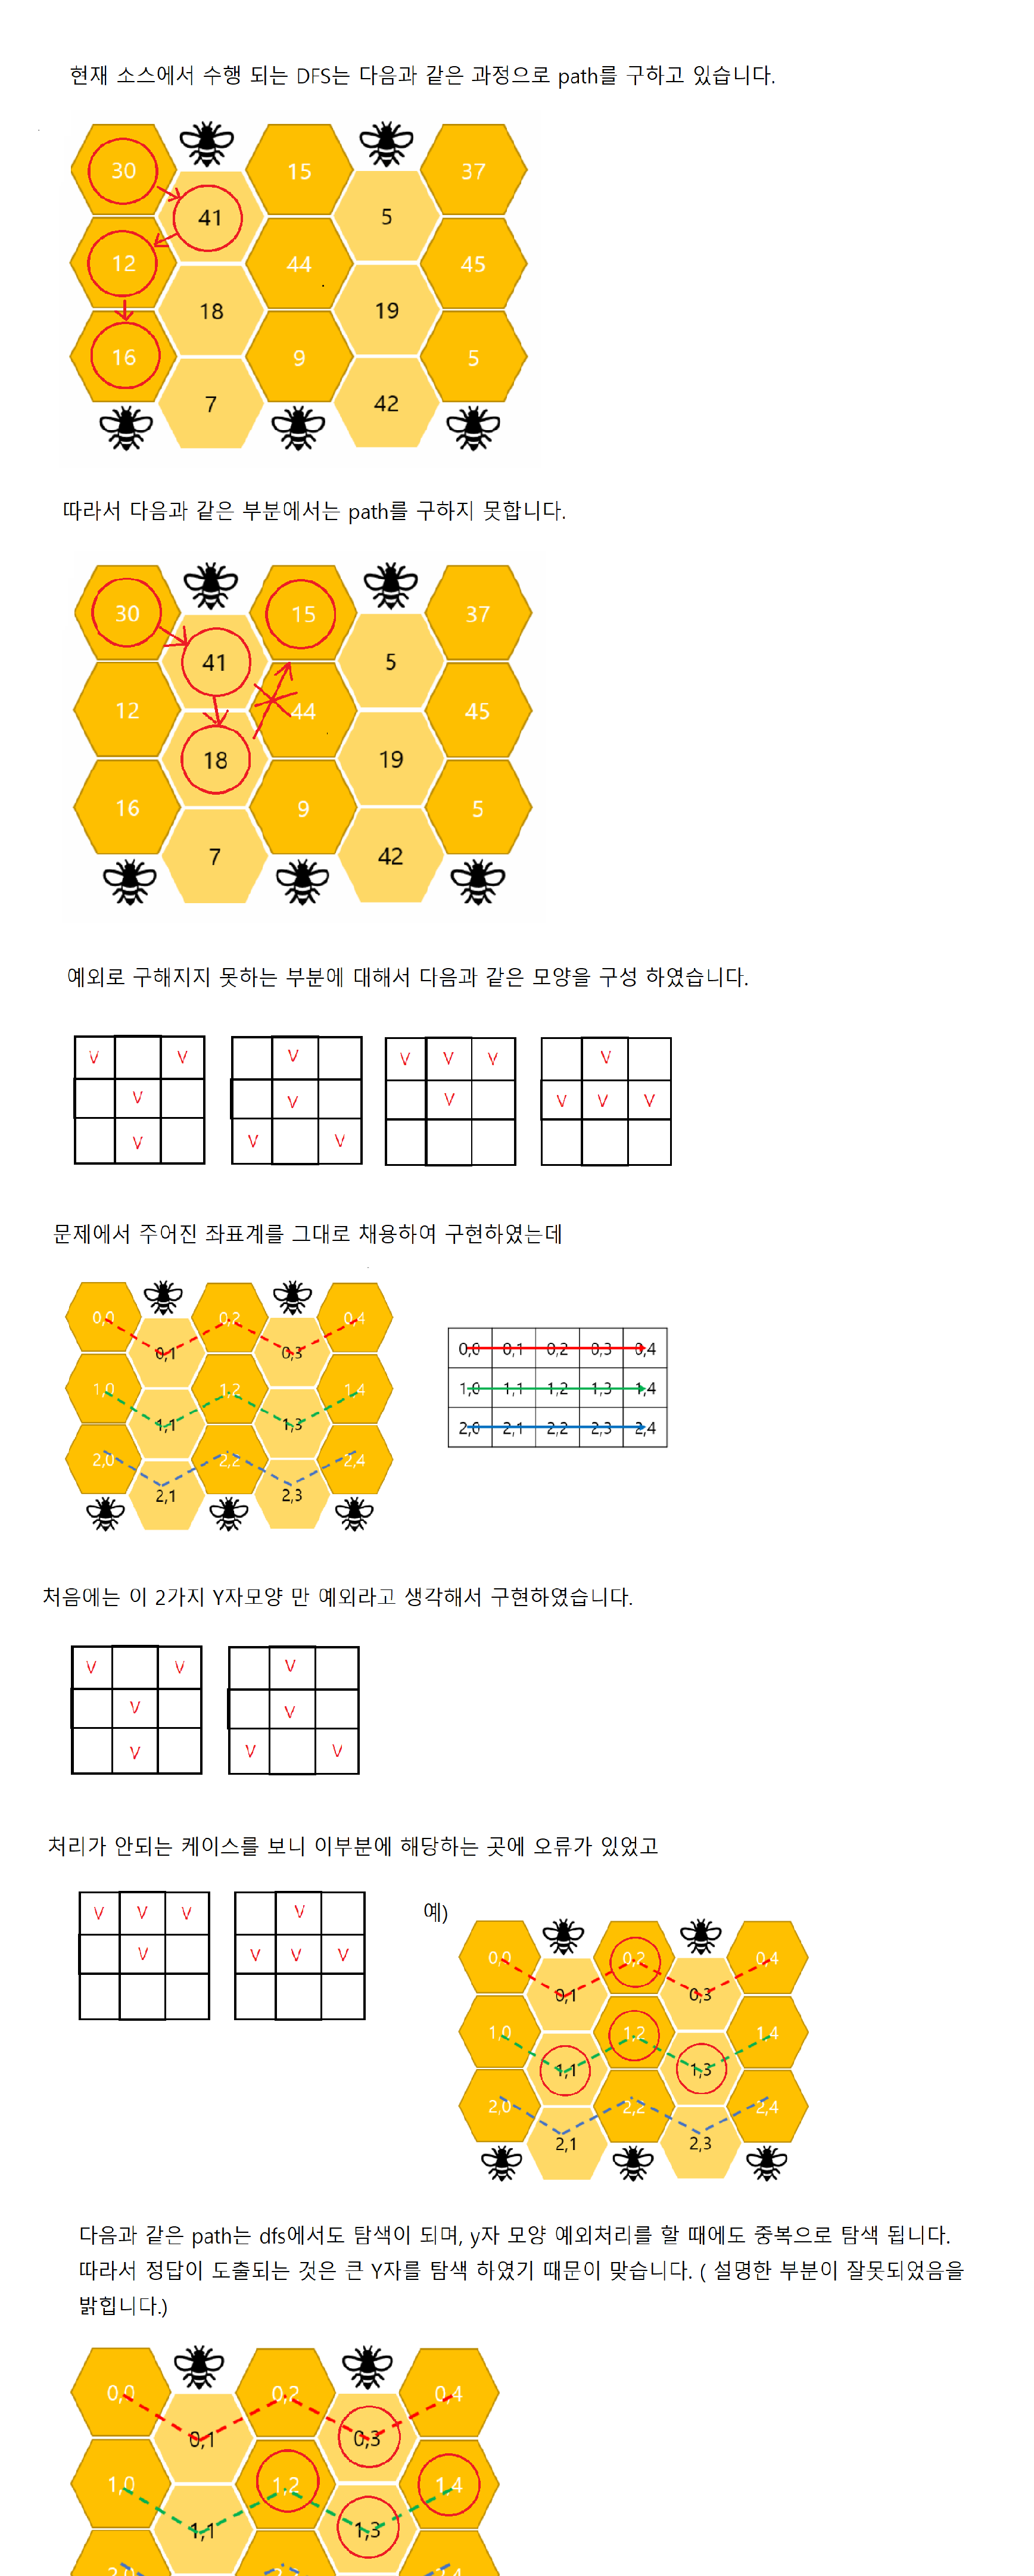 현재 소스에서 수행 되는 DFS는 다음과 같은 과정으로 path를 구하고 있습니다.
30 15 37
41 5
12 44 45
18 19
16 9 5
7 42
따라서 다음과 같은 부분에서는 path를 구하지 못합니다.
30 15 37
41 5
12 44 45
18 19
16 9 5
7 42
예외로 구해지지 못하는 부분에 대해서 다음과 같은 모양을 구성 하였습니다.
V V V V V V V
V V V V V V
V V V
문제에서 주어진 좌표계를 그대로 채용하여 구현하였는데
0,0 0,2 0,4
0,1 0,3
1,0 1,2 1,4
1,1 1,3
2,0 2,2 2,4
2,1 2,3
0,0 0,1 0,2 0,3 0,4
1,0 1,1 1,2 1,3 1,4
2,0 2,1 2,2 2,3 2,4
처음에는 이 2가지 Y자모양 만 예외라고 생각해서 구현하였습니다.
V V V
V V
V V V
처리가 안되는 케이스를 보니 이부분에 해당하는 곳에 오류가 있었고
V V V V
V V V V
예)
0,0 0,2 0,4
0,1 0,3
1,0 1,2 1,4
1,1 1,3
2,0 2,2 2,4
2,1 2,3
다음과 같은 path는 dfs에서도 탐색이 되며, y자 모양 예외처리를 할 때에도 중복으로 탐색 됩니다.
따라서 정답이 도출되는 것은 큰 Y자를 탐색 하였기 때문이 맞습니다. ( 설명한 부분이 잘못되었음을
밝힙니다.)
0,0 0,2 0,4
0,1 0,3
1,0 1,2 1,4
1,1 1,3